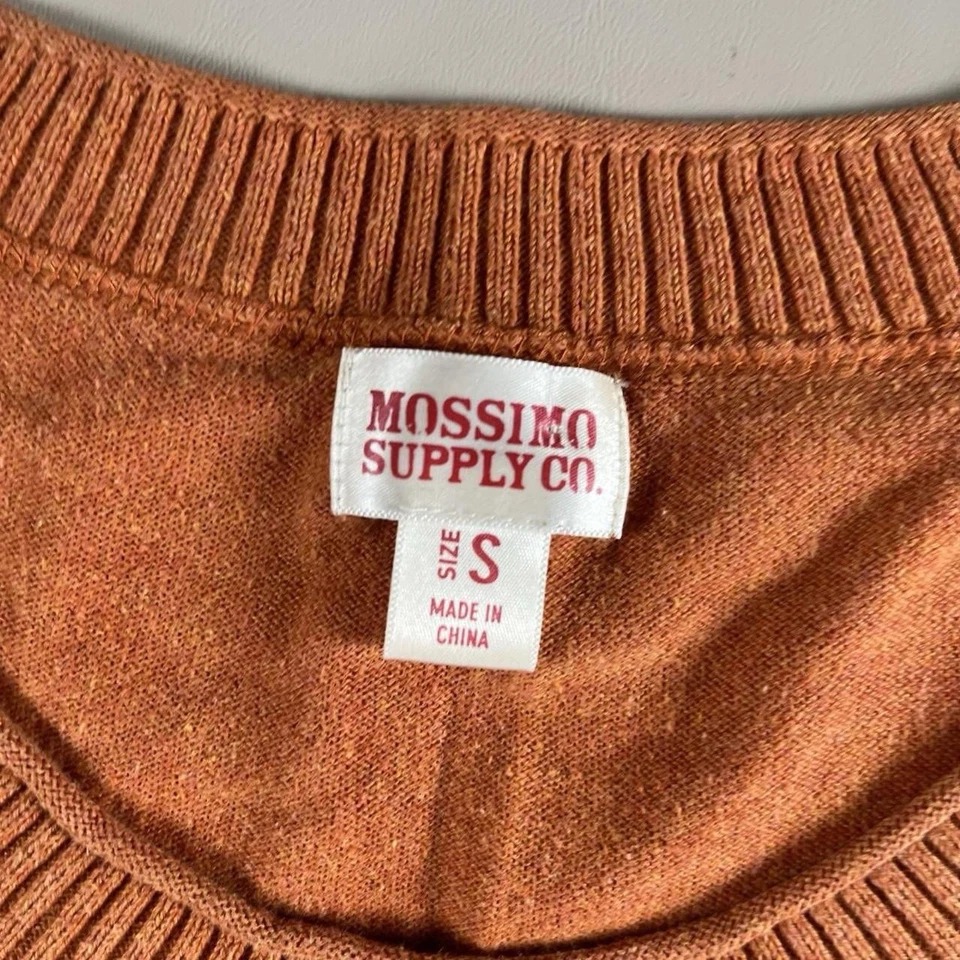 MOSSIMO
SUPPLY CO.
SIZE S
MADE IN
CHINA